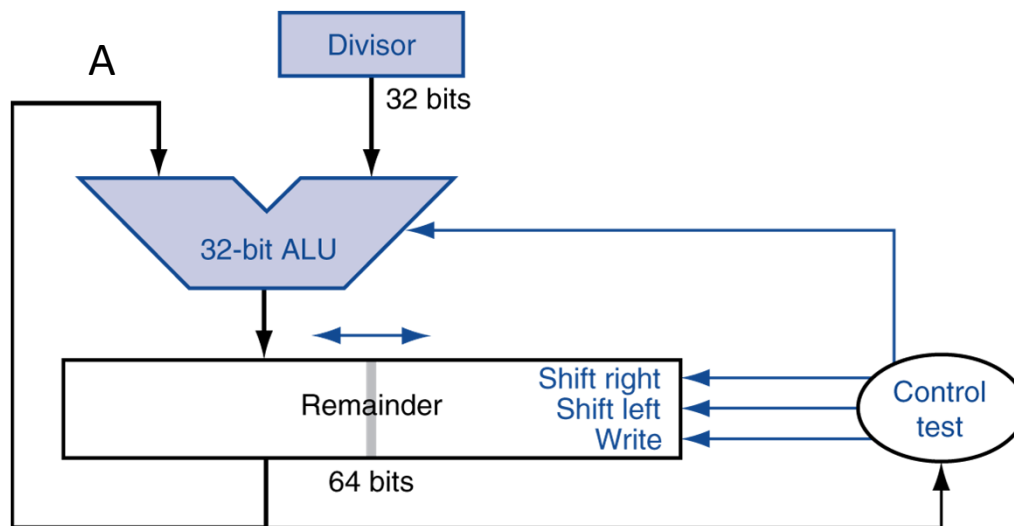 Divisor
A
32 bits
32-bit ALU
Remainder
Shift right
Shift left
Write
Control
test
64 bits